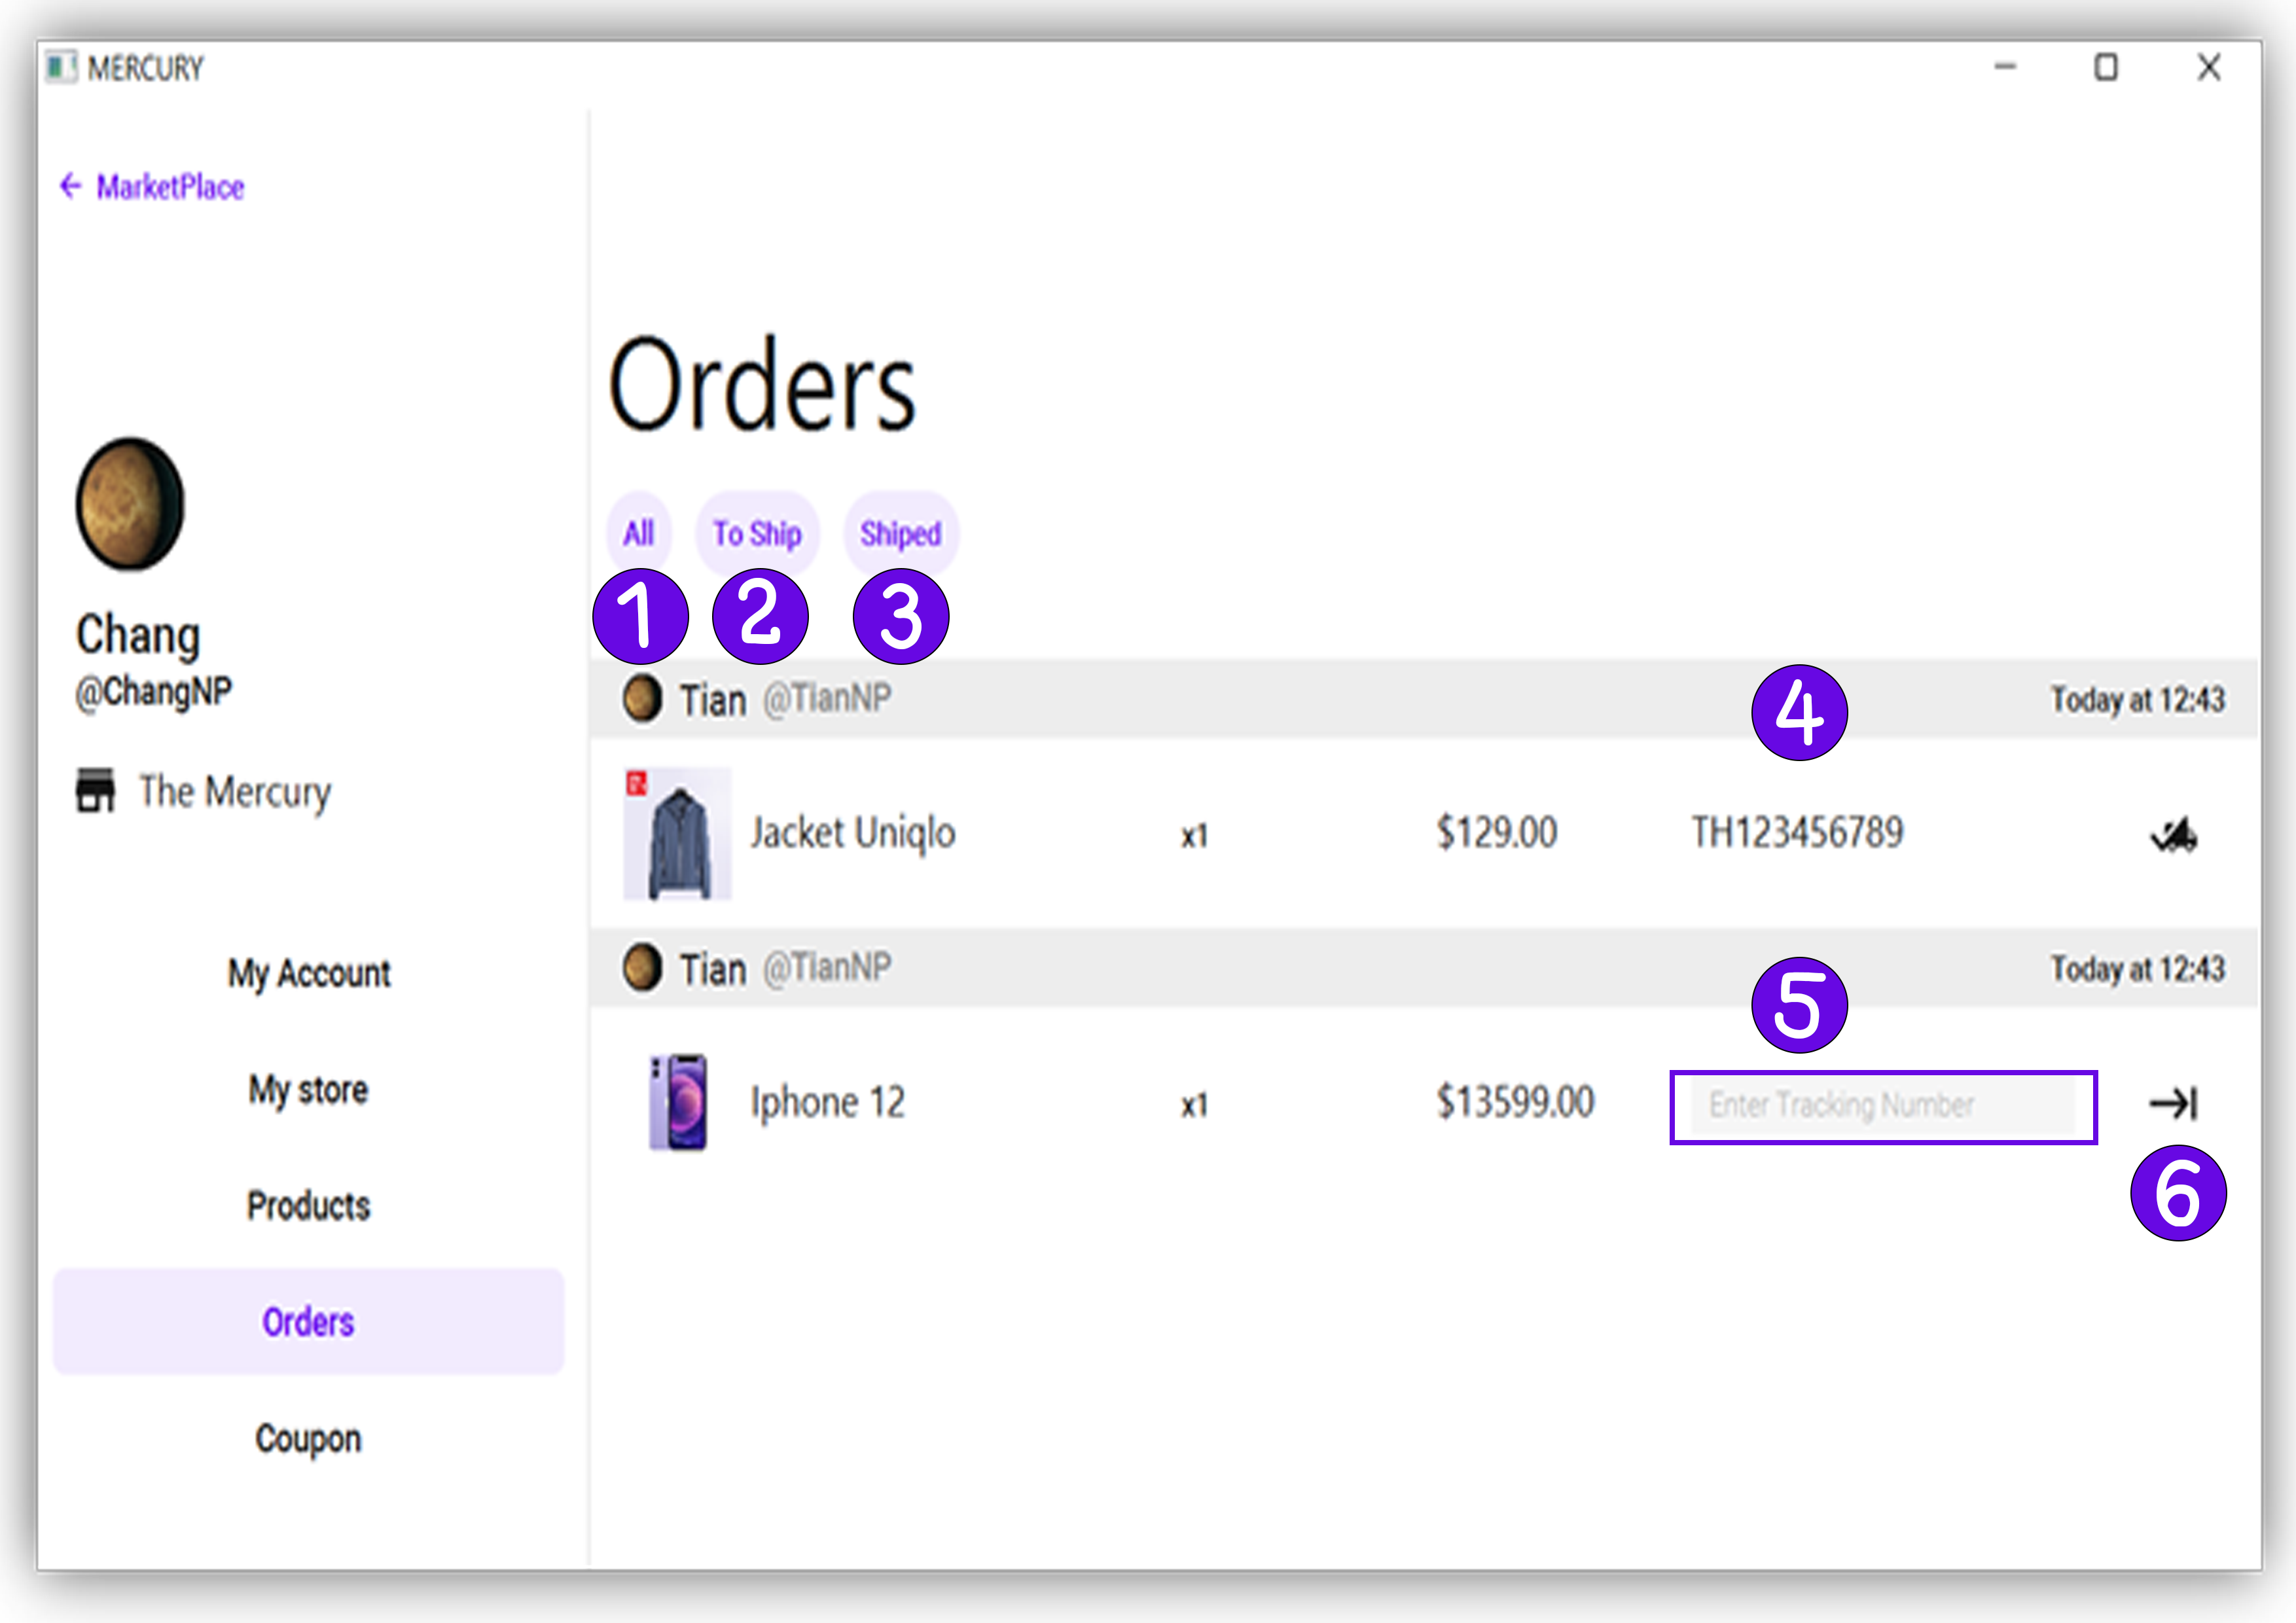 MERCURY
MarketPlace
Chang
@ChangNP
The Mercury
My Account
My store
Products
Orders
Coupon
Orders
All
To Ship
Shiped
1
2
3
4
Tian @TianNP Today at 12:43
Jacket Uniqlo x1 $129.00 TH123456789
5
Tian @TianNP Today at 12:43
Iphone 12 x1 $13599.00 Enter Tracking Number
6